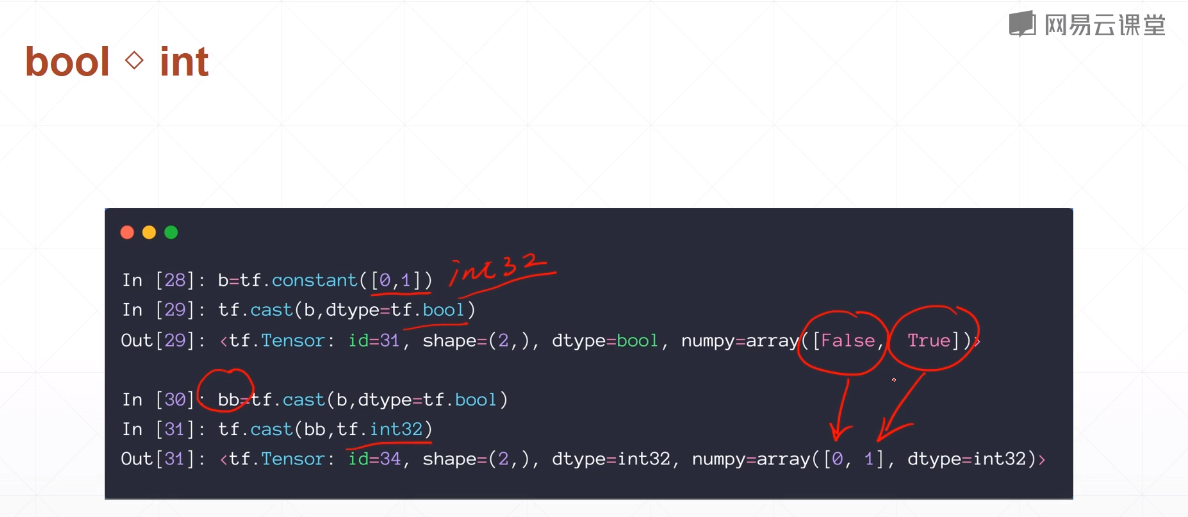 网易云课堂
bool ◇ int
In [28]: b=tf.constant([0,1]) int32
In [29]: tf.cast(b,dtype=tf.bool)
Out[29]: <tf.Tensor: id=31, shape=(2,), dtype=bool, numpy=array([False, True])>
In [30]: bb=tf.cast(b,dtype=tf.bool)
In [31]: tf.cast(bb,tf.int32)
Out[31]: <tf.Tensor: id=34, shape=(2,), dtype=int32, numpy=array([0, 1], dtype=int32)>